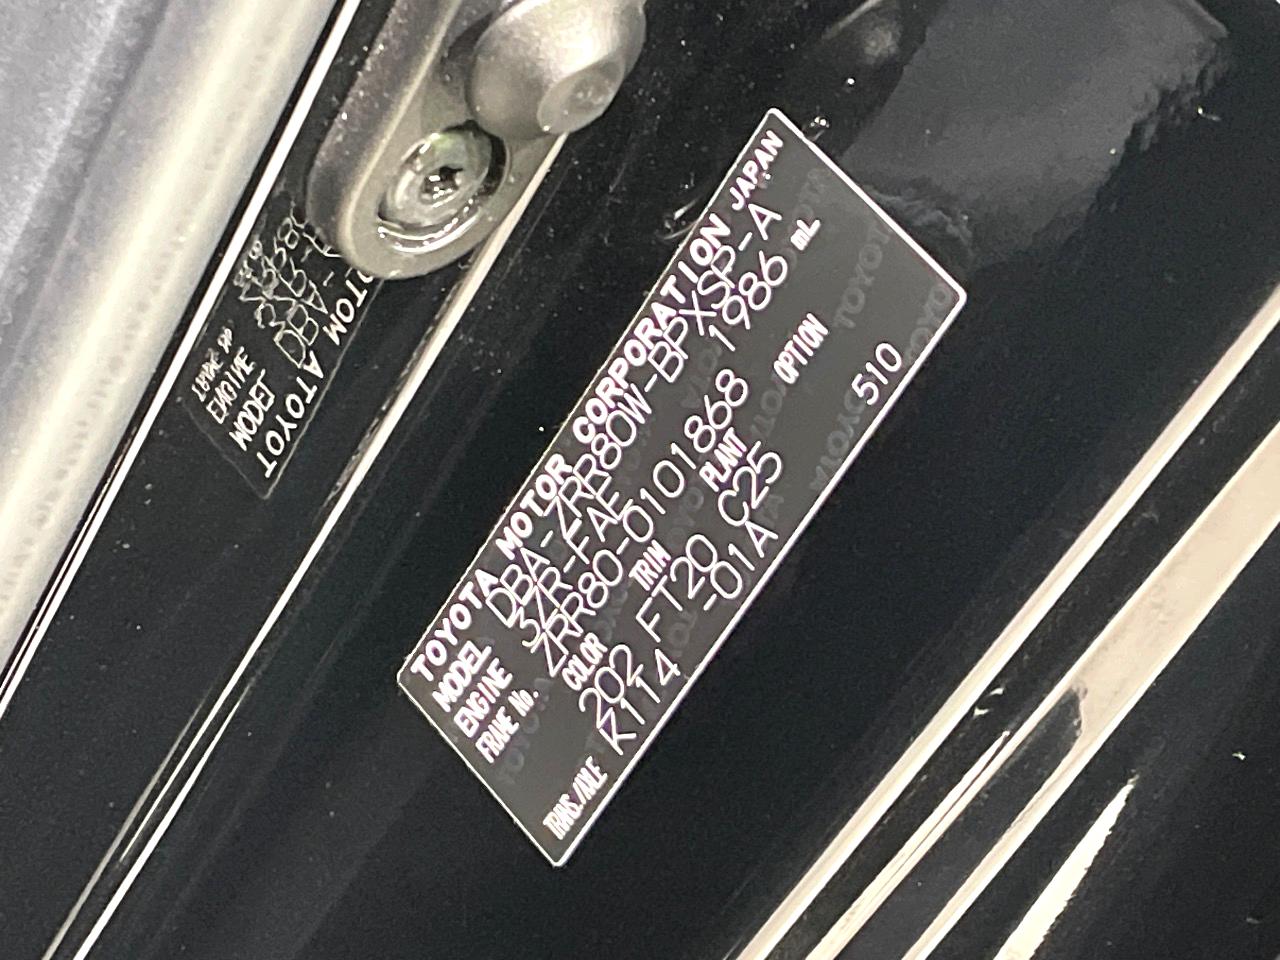 TOYOTA MOTOR CORPORATION JAPAN
MODEL DBA-ZRR80W-BPXSP-A
ENGINE 3ZR-FAE 1986 mL
FRAME No. ZRR80-0101868
COLOR TRIM PLANT OPTION
202 FT20 C25 510
TRANS./AXLE K114 -01A